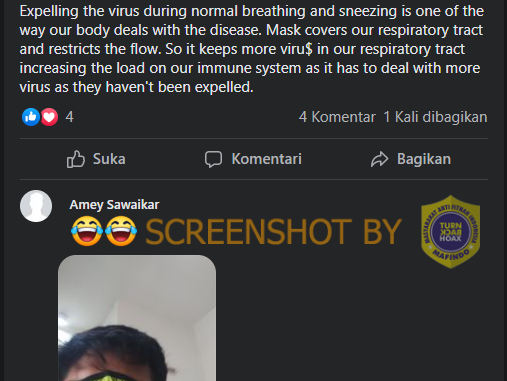 Expelling the virus during normal breathing and sneezing is one of the
way our body deals with the disease. Mask covers our respiratory tract
and restricts the flow. So it keeps more viru$ in our respiratory tract
increasing the load on our immune system as it has to deal with more
virus as they haven't been expelled.
4
4 Komentar 1 Kali dibagikan
Suka
Komentari
Bagikan
Amey Sawaikar
SCREENSHOT BY
MASYARAKAT ANTI FITNAH INDONESIA
TURN
BACK
HOAX
MAFINDO